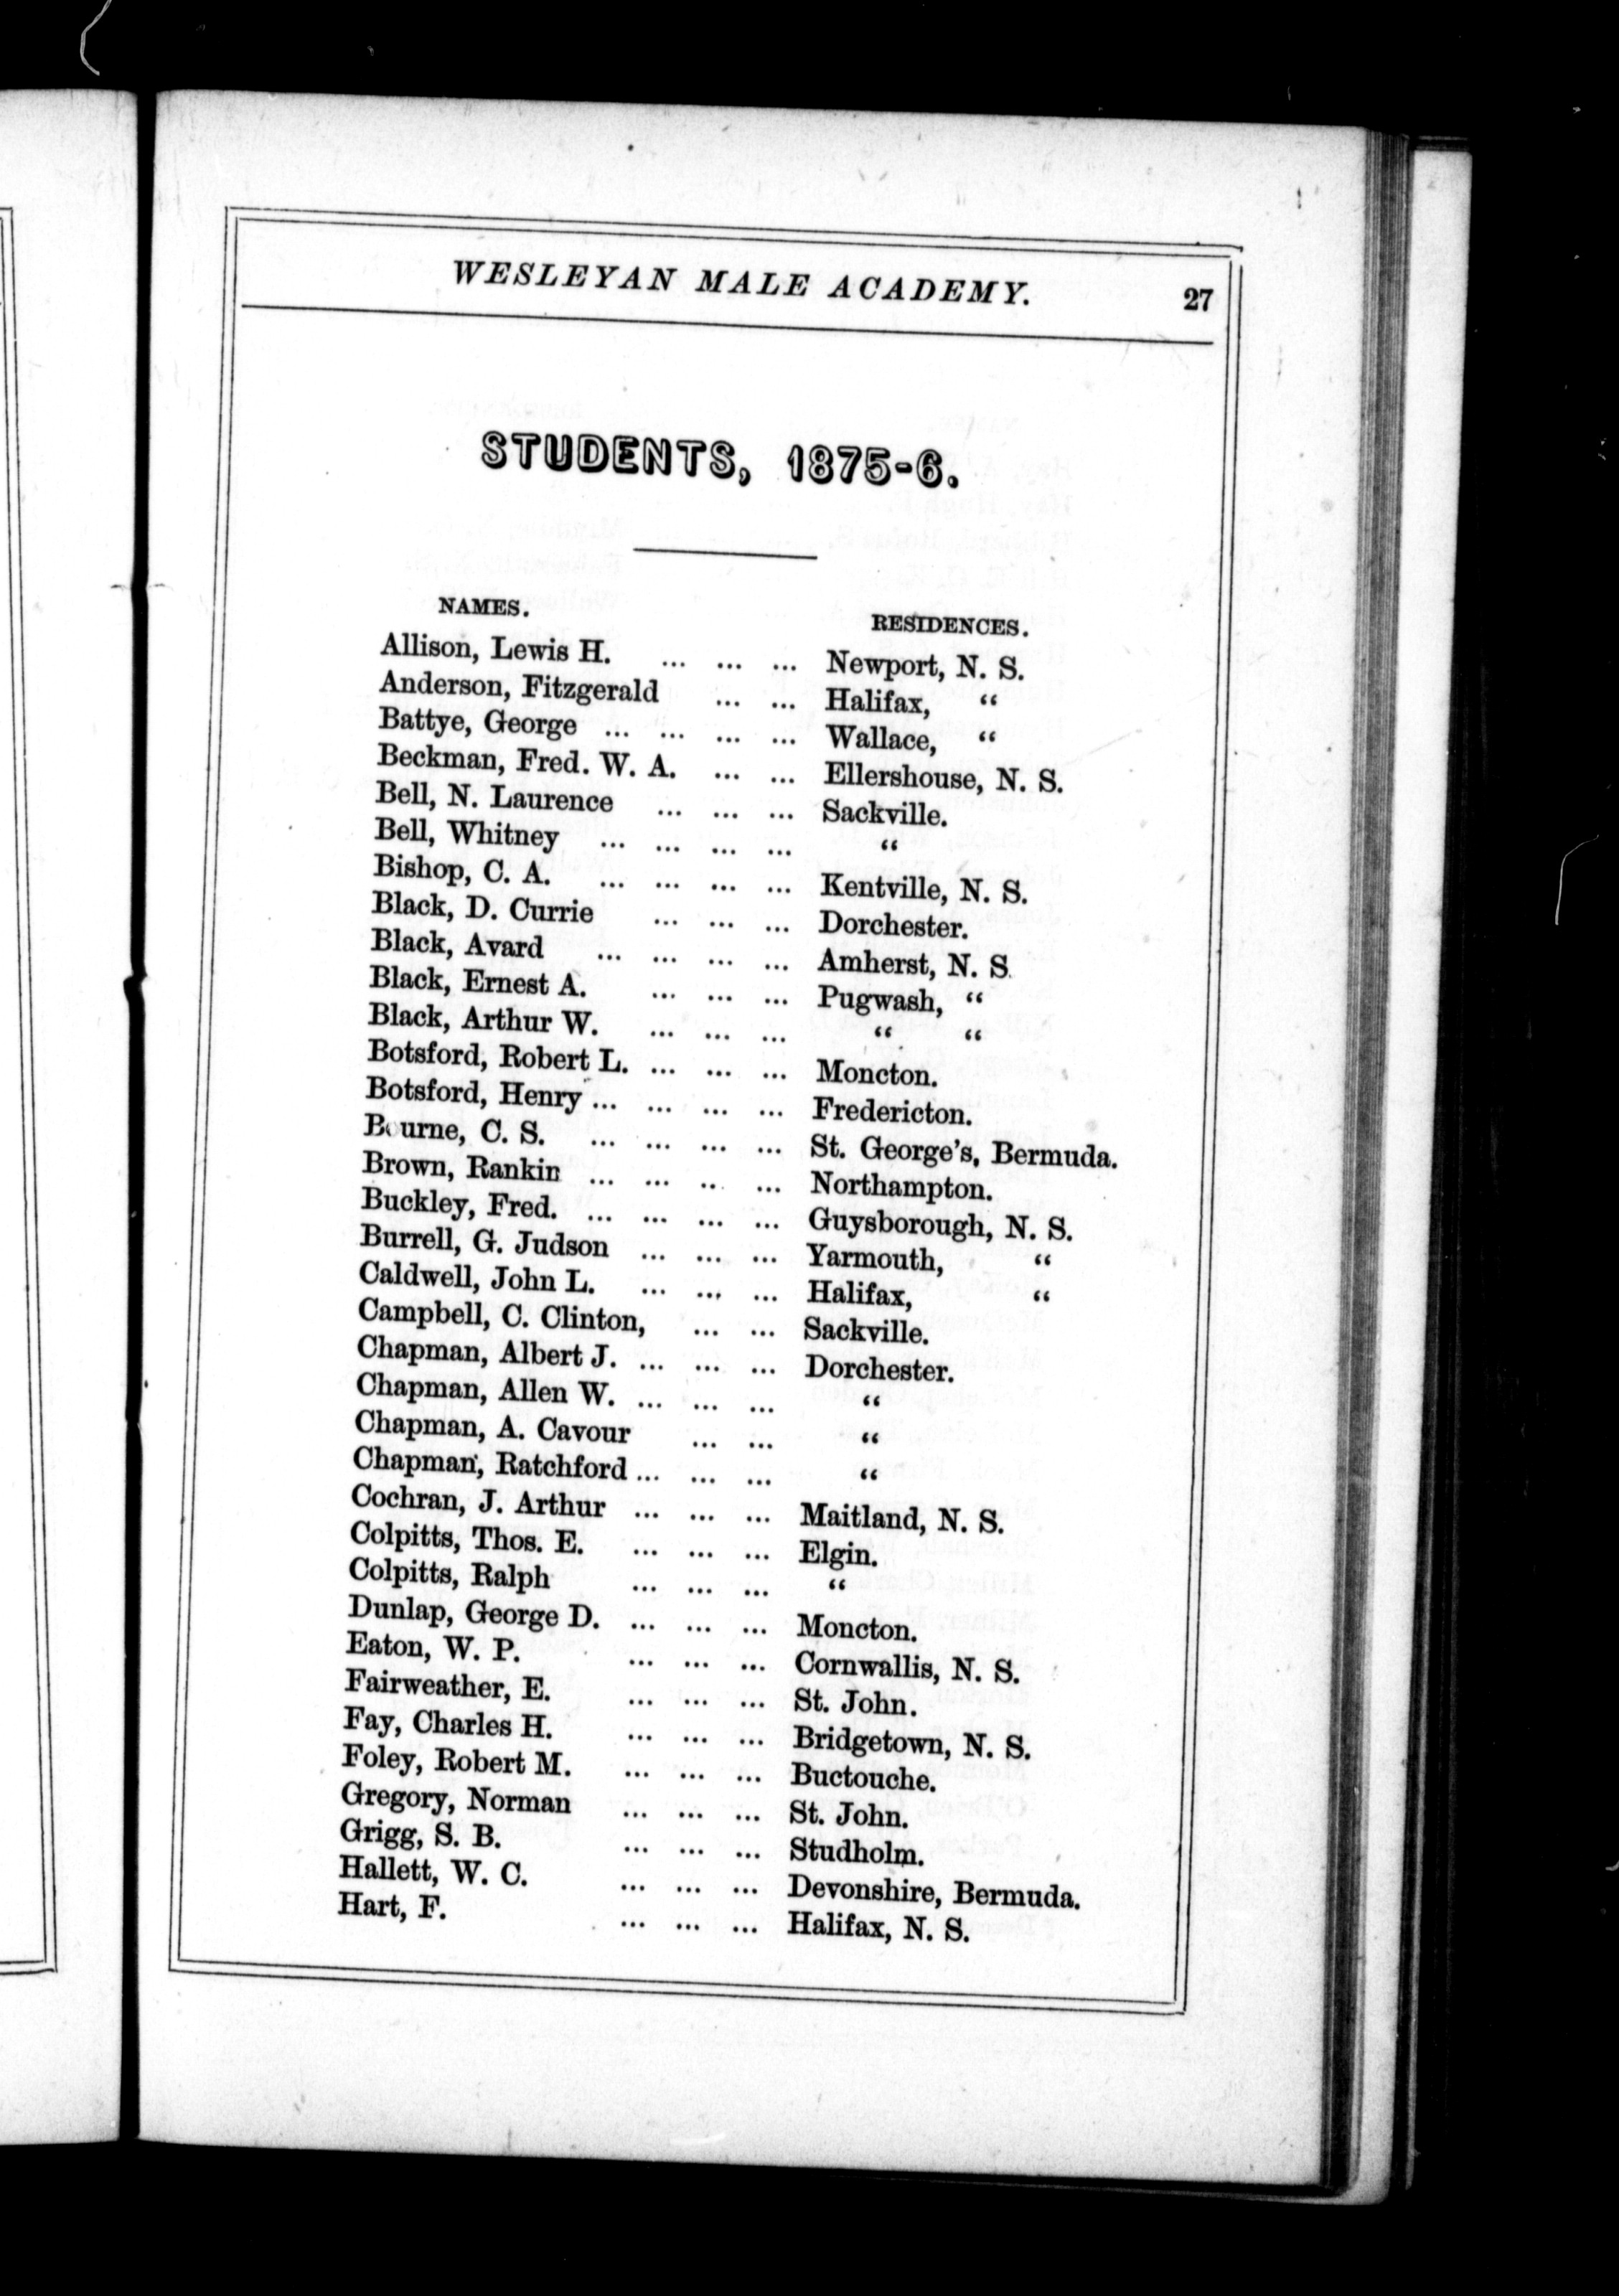 WESLEYAN MALE ACADEMY. 27
STUDENTS, 1875-6.
NAMES. RESIDENCES.
Allison, Lewis H. ... ... ... Newport, N. S.
Anderson, Fitzgerald ... ... Halifax, “
Battye, George ... ... ... ... Wallace, “
Beckman, Fred. W. A. ... ... Ellershouse, N. S.
Bell, N. Laurence ... ... ... Sackville.
Bell, Whitney ... ... ... ... “
Bishop, C. A. ... ... ... ... Kentville, N. S.
Black, D. Currie ... ... ... Dorchester.
Black, Avard ... ... ... ... Amherst, N. S.
Black, Ernest A. ... ... ... Pugwash, “
Black, Arthur W. ... ... ... “ “
Botsford, Robert L. ... ... ... Moncton.
Botsford, Henry ... ... ... ... Fredericton.
Bourne, C. S. ... ... ... ... St. George's, Bermuda.
Brown, Rankin ... ... .. ... Northampton.
Buckley, Fred. ... ... ... ... Guysborough, N. S.
Burrell, G. Judson ... ... ... Yarmouth, “
Caldwell, John L. ... ... ... Halifax, “
Campbell, C. Clinton, ... ... Sackville.
Chapman, Albert J. ... ... ... Dorchester.
Chapman, Allen W. ... ... ... “
Chapman, A. Cavour ... ... “
Chapman, Ratchford ... ... ... “
Cochran, J. Arthur ... ... ... Maitland, N. S.
Colpitts, Thos. E. ... ... ... Elgin.
Colpitts, Ralph ... ... ... “
Dunlap, George D. ... ... ... Moncton.
Eaton, W. P. ... ... ... Cornwallis, N. S.
Fairweather, E. ... ... ... St. John.
Fay, Charles H. ... ... ... Bridgetown, N. S.
Foley, Robert M. ... ... ... Buctouche.
Gregory, Norman ... ... ... St. John.
Grigg, S. B. ... ... ... Studholm.
Hallett, W. C. ... ... ... Devonshire, Bermuda.
Hart, F. ... ... ... Halifax, N. S.